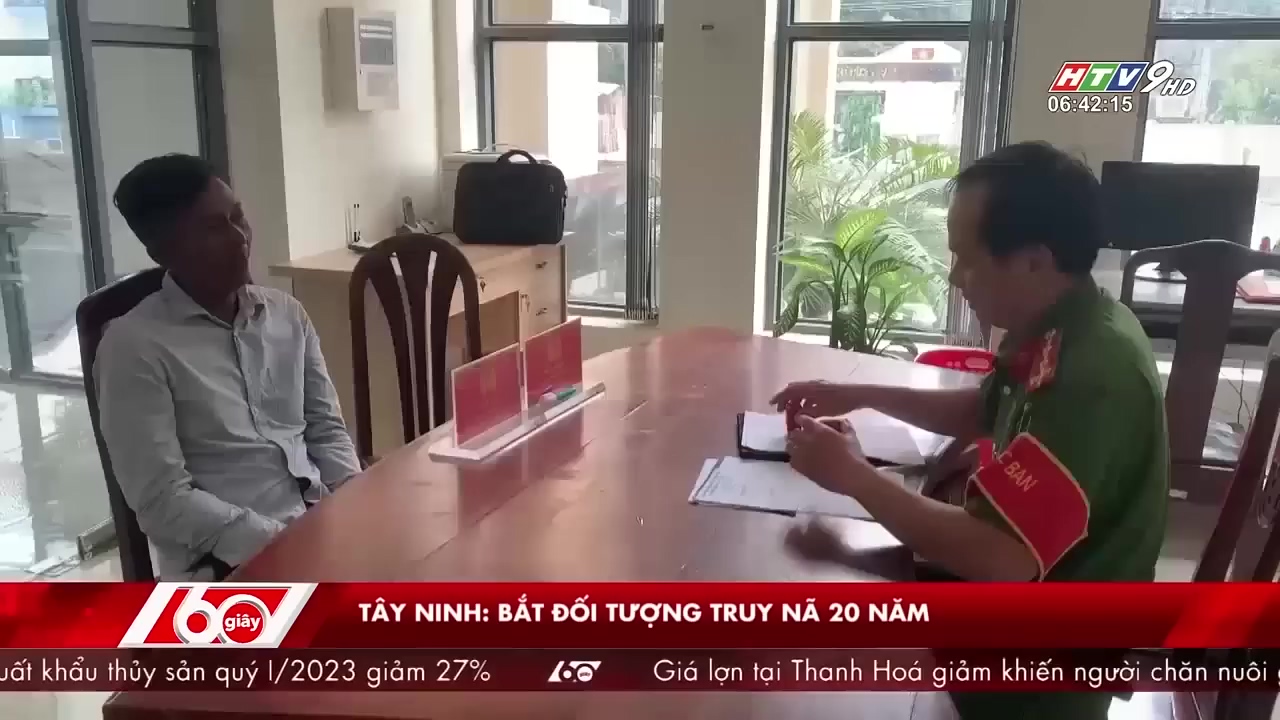 HTV9HD
06:42:15
C BAN
60 giây
TÂY NINH: BẮT ĐỐI TƯỢNG TRUY NÃ 20 NĂM
uất khẩu thủy sản quý I/2023 giảm 27% 60 Giá lợn tại Thanh Hoá giảm khiến người chăn nuôi